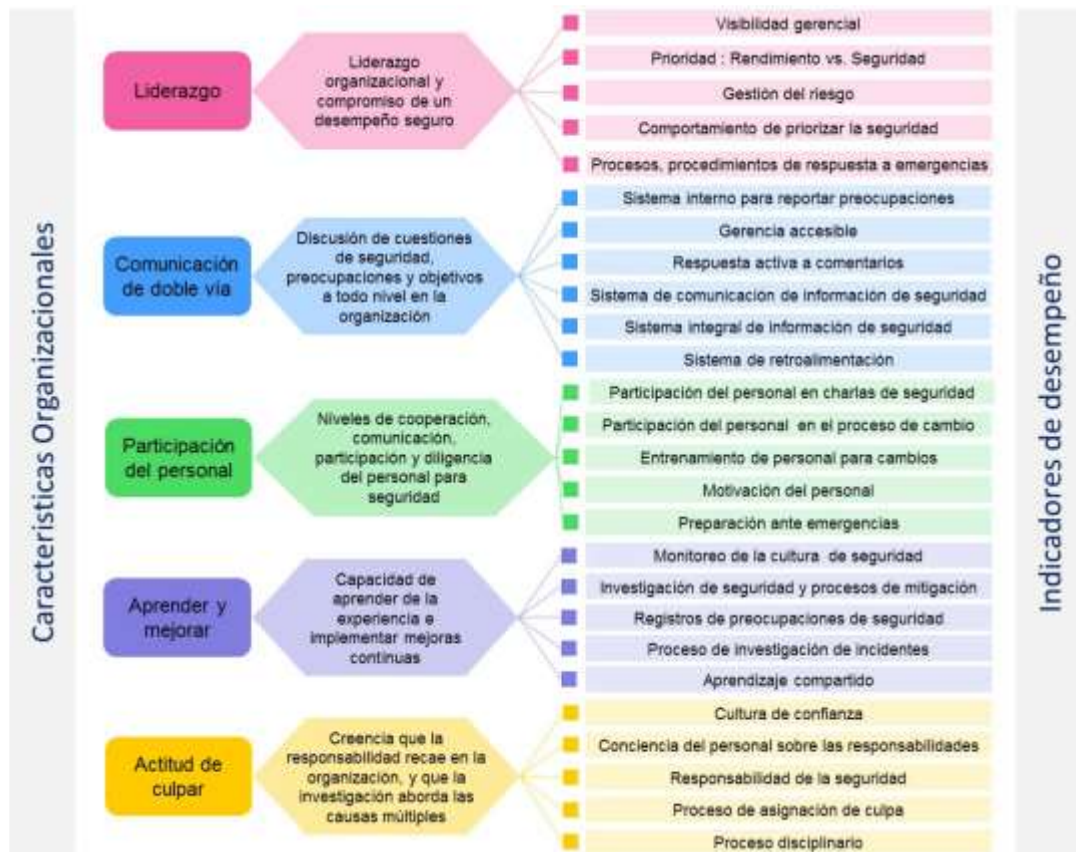 Características Organizacionales
Liderazgo
Liderazgo
organizacional y
compromiso de un
desempeño seguro
Visibilidad gerencial
Prioridad : Rendimiento vs. Seguridad
Gestión del riesgo
Comportamiento de priorizar la seguridad
Procesos, procedimientos de respuesta a emergencias
Comunicación
de doble vía
Discusión de cuestiones
de seguridad,
preocupaciones y objetivos
a todo nivel en la
organización
Sistema interno para reportar preocupaciones
Gerencia accesible
Respuesta activa a comentarios
Sistema de comunicación de información de seguridad
Sistema integral de información de seguridad
Sistema de retroalimentación
Participación
del personal
Niveles de cooperación,
comunicación,
participación y diligencia
del personal para
seguridad
Participación del personal en charlas de seguridad
Participación del personal en el proceso de cambio
Entrenamiento de personal para cambios
Motivación del personal
Preparación ante emergencias
Aprender y
mejorar
Capacidad de
aprender de la
experiencia e
implementar mejoras
continuas
Monitoreo de la cultura de seguridad
Investigación de seguridad y procesos de mitigación
Registros de preocupaciones de seguridad
Proceso de investigación de incidentes
Aprendizaje compartido
Actitud de
culpar
Creencia que la
responsabilidad recae en la
organización, y que la
investigación aborda las
causas múltiples
Cultura de confianza
Conciencia del personal sobre las responsabilidades
Responsabilidad de la seguridad
Proceso de asignación de culpa
Proceso disciplinario
Indicadores de desempeño